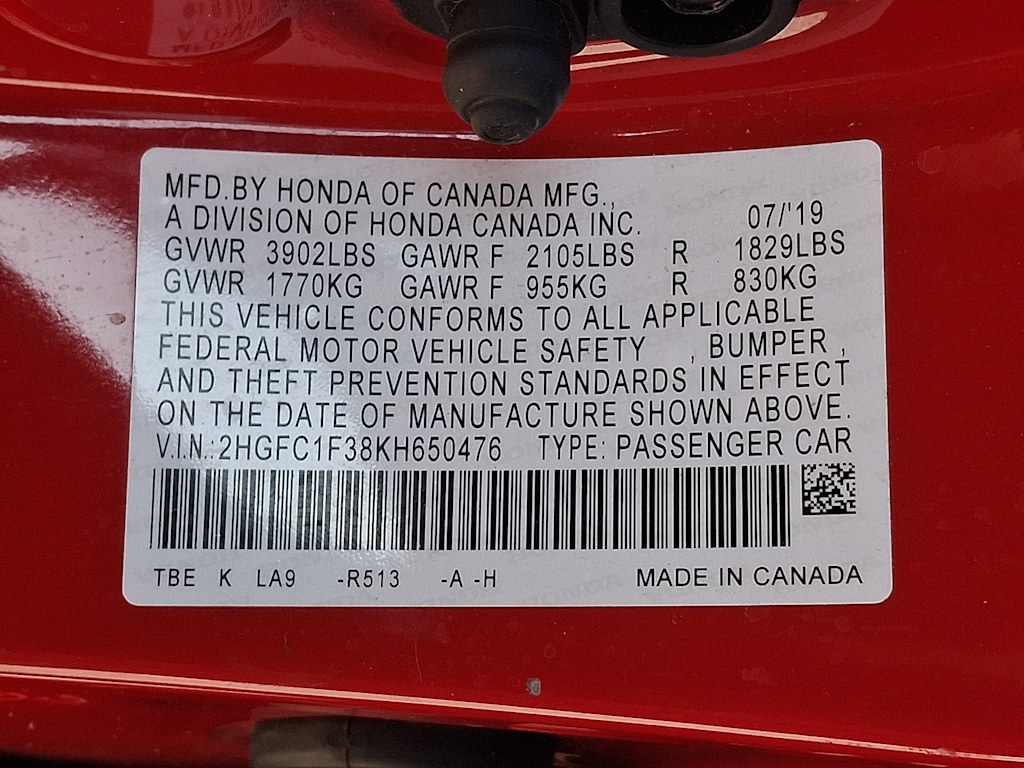 MFD.BY HONDA OF CANADA MFG.,
A DIVISION OF HONDA CANADA INC. 07/'19
GVWR 3902LBS GAWR F 2105LBS R 1829LBS
GVWR 1770KG GAWR F 955KG R 830KG
THIS VEHICLE CONFORMS TO ALL APPLICABLE
FEDERAL MOTOR VEHICLE SAFETY , BUMPER ,
AND THEFT PREVENTION STANDARDS IN EFFECT
ON THE DATE OF MANUFACTURE SHOWN ABOVE.
V.I.N.:2HGFC1F38KH650476 TYPE: PASSENGER CAR
TBE K LA9 -R513 -A -H MADE IN CANADA